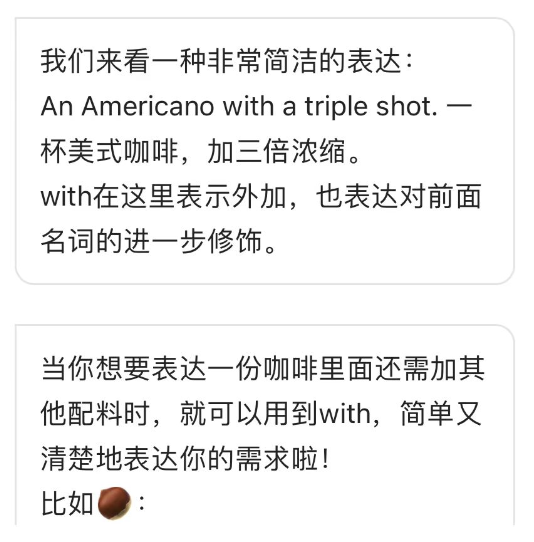 我们来看一种非常简洁的表达：
An Americano with a triple shot. 一
杯美式咖啡，加三倍浓缩。
with在这里表示外加，也表达对前面
名词的进一步修饰。
当你想要表达一份咖啡里面还需加其
他配料时，就可以用到with，简单又
清楚地表达你的需求啦！
比如🌰：